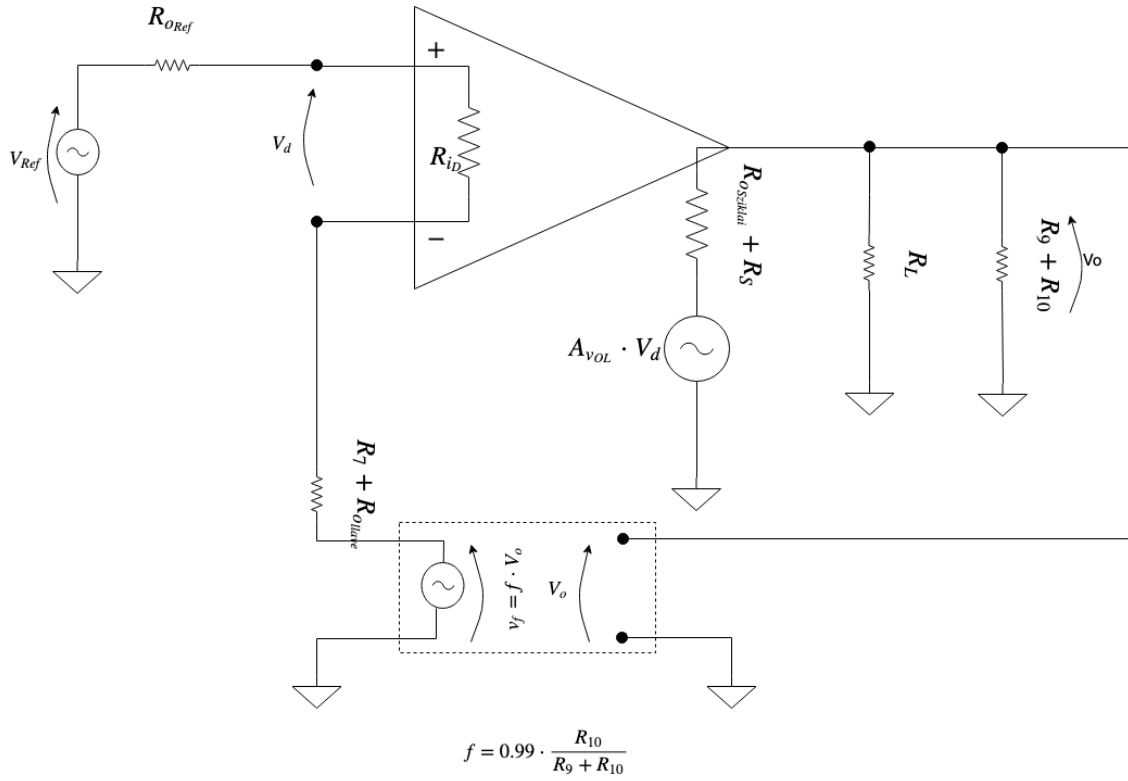 R_{o_{Ref}}
+
V_d
V_{Ref}
R_{i_D}
−
R_{o_{Sziklai}} + R_S
R_L
R_9 + R_{10}
Vo
A_{v_{OL}} · V_d
R_7 + R_{o_{llave}}
v_f = f · V_o
V_o
f = 0.99 · \frac{R_{10}}{R_9 + R_{10}}